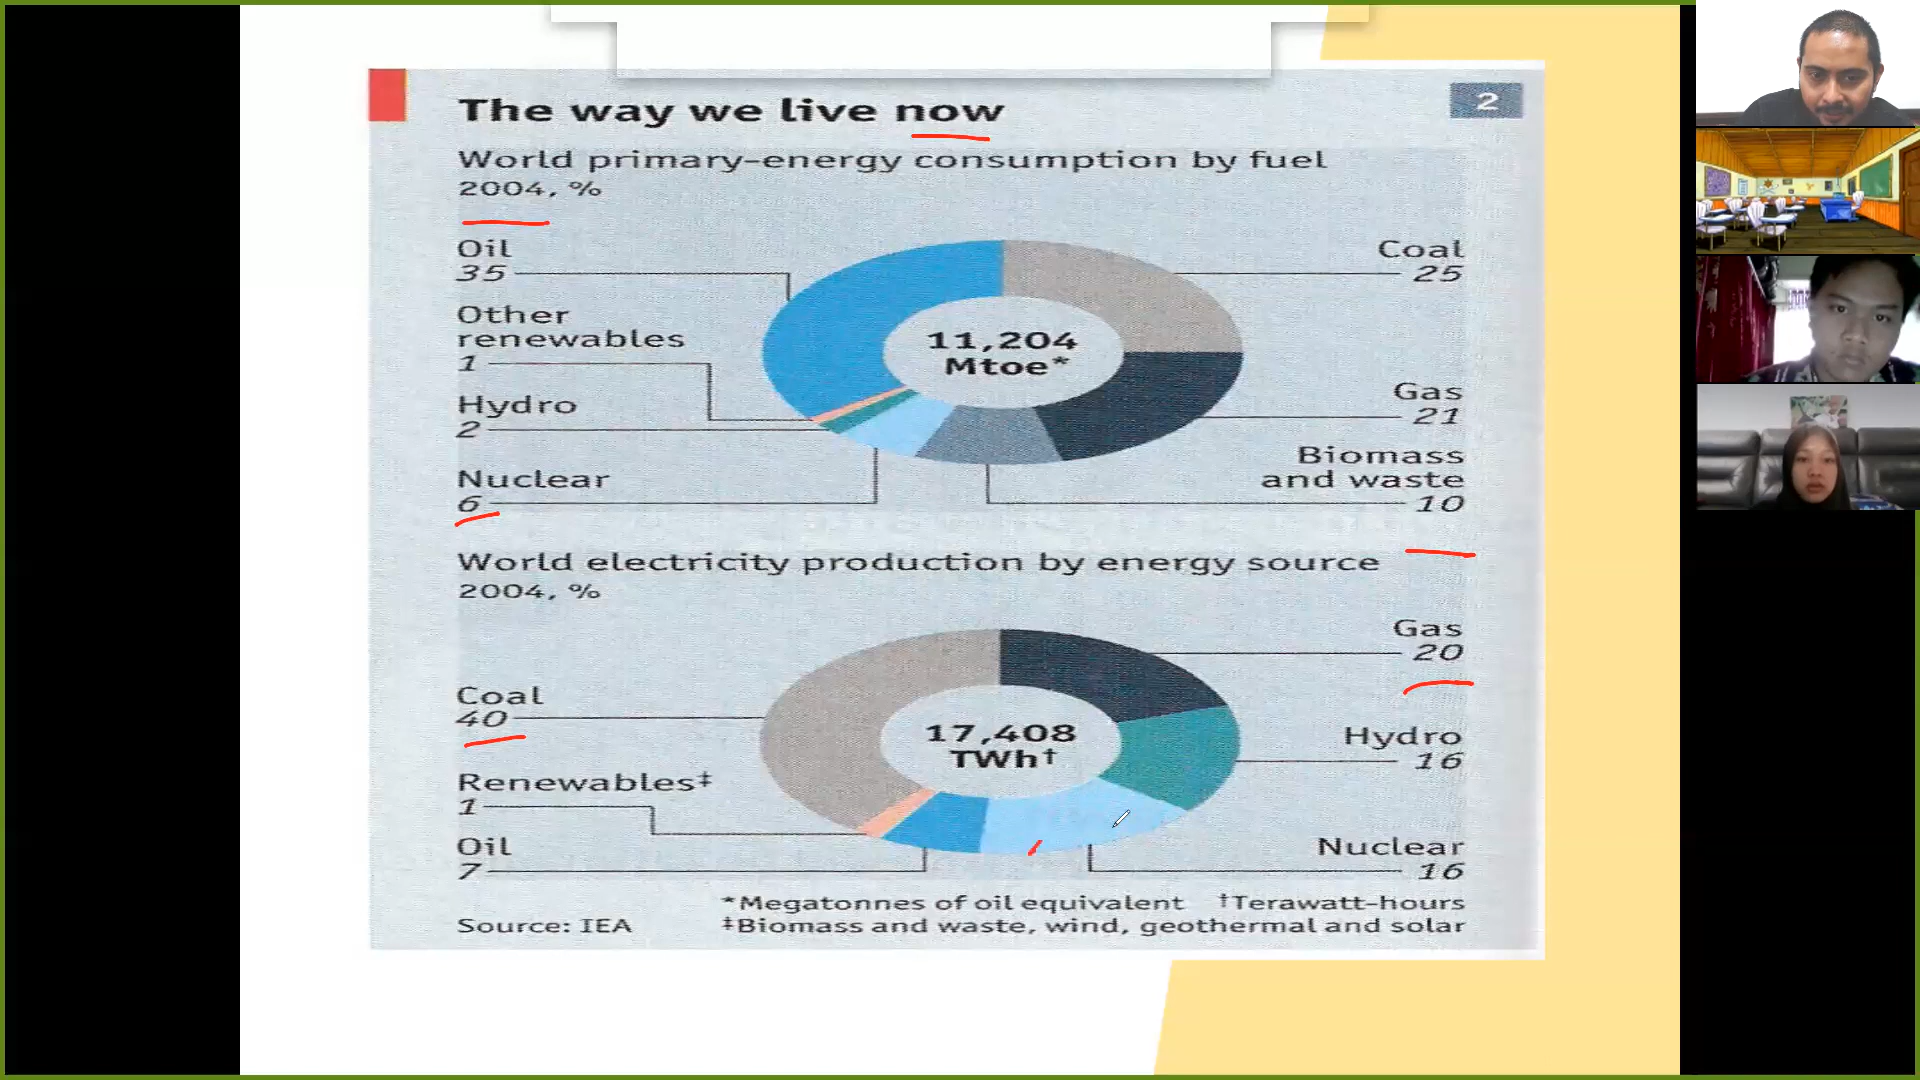 The way we live now
2
World primary-energy consumption by fuel
2004, %
Oil
35
Coal
25
Other
renewables
1
11,204
Mtoe*
Hydro
2
Gas
21
Nuclear
6
Biomass
and waste
10
World electricity production by energy source
2004, %
Gas
20
Coal
40
17,408
TWh†
Hydro
16
Renewables‡
1
Oil
7
Nuclear
16
*Megatonnes of oil equivalent †Terawatt-hours
Source: IEA ‡Biomass and waste, wind, geothermal and solar